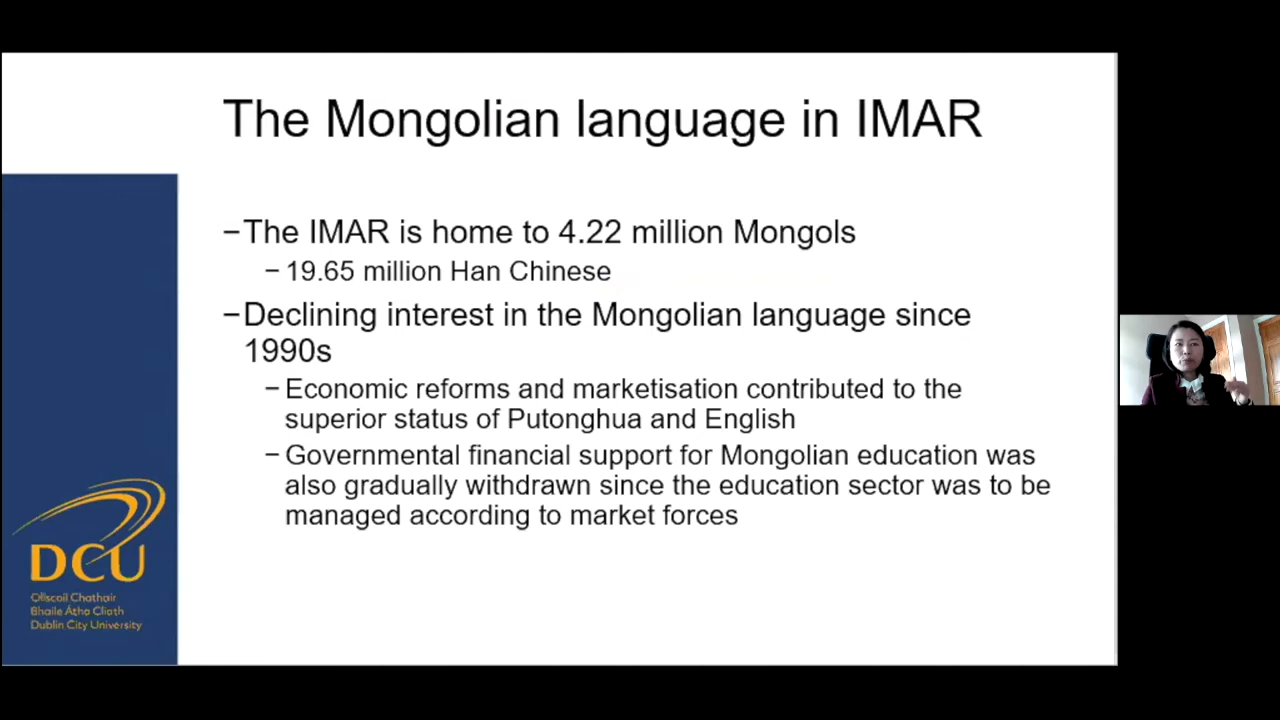 The Mongolian language in IMAR
–The IMAR is home to 4.22 million Mongols
– 19.65 million Han Chinese
–Declining interest in the Mongolian language since
1990s
– Economic reforms and marketisation contributed to the
superior status of Putonghua and English
– Governmental financial support for Mongolian education was
also gradually withdrawn since the education sector was to be
managed according to market forces
DCU
Ollscoil Chathair
Bhaile Átha Cliath
Dublin City University